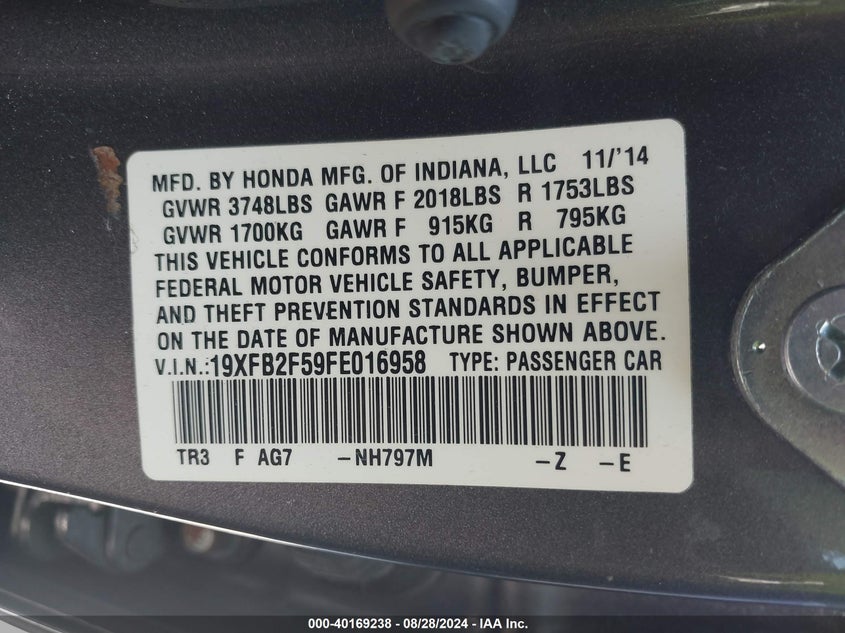 MFD. BY HONDA MFG. OF INDIANA, LLC 11/'14
GVWR 3748LBS GAWR F 2018LBS R 1753LBS
GVWR 1700KG GAWR F 915KG R 795KG
THIS VEHICLE CONFORMS TO ALL APPLICABLE
FEDERAL MOTOR VEHICLE SAFETY, BUMPER,
AND THEFT PREVENTION STANDARDS IN EFFECT
ON THE DATE OF MANUFACTURE SHOWN ABOVE.
V.I.N.:19XFB2F59FE016958 TYPE: PASSENGER CAR
TR3 F AG7 -NH797M -Z -E
000-40169238 - 08/28/2024 - IAA Inc.